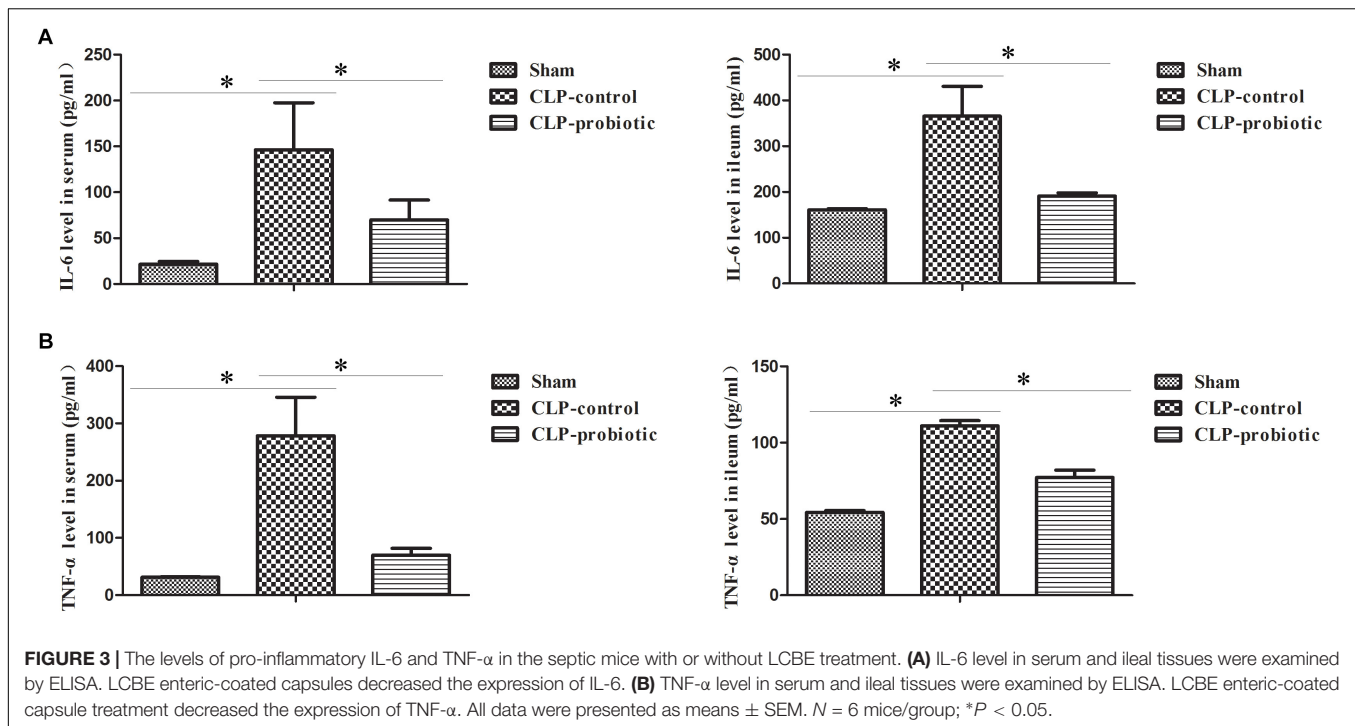 A
IL-6 level in serum (pg/ml)
250
200
150
100
50
0
*
*
Sham
CLP-control
CLP-probiotic
IL-6 level in ileum (pg/ml)
500
400
300
200
100
0
*
*
Sham
CLP-control
CLP-probiotic
B
TNF-α level in serum (pg/ml)
400
300
200
100
0
*
*
Sham
CLP-control
CLP-probiotic
TNF-α level in ileum (pg/ml)
150
100
50
0
*
*
Sham
CLP-control
CLP-probiotic
FIGURE 3 | The levels of pro-inflammatory IL-6 and TNF-α in the septic mice with or without LCBE treatment. (A) IL-6 level in serum and ileal tissues were examined
by ELISA. LCBE enteric-coated capsules decreased the expression of IL-6. (B) TNF-α level in serum and ileal tissues were examined by ELISA. LCBE enteric-coated
capsule treatment decreased the expression of TNF-α. All data were presented as means ± SEM. N = 6 mice/group; *P < 0.05.